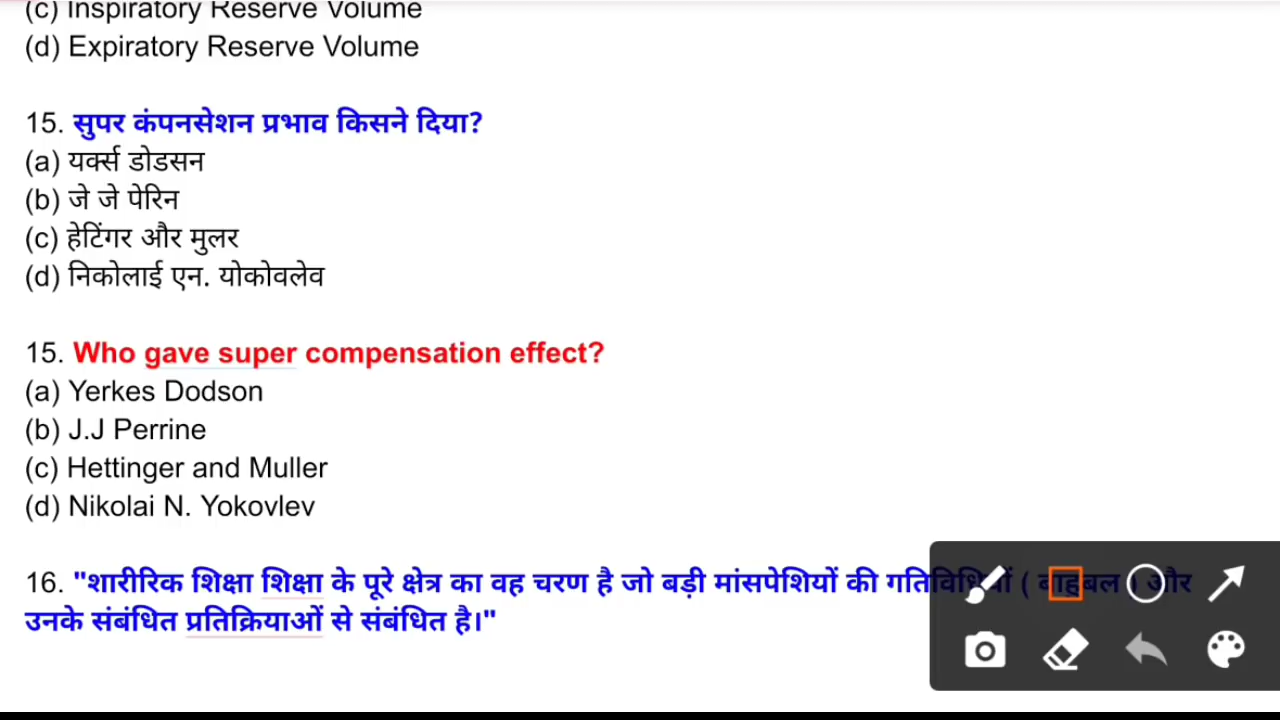 (c) Inspiratory Reserve Volume
(d) Expiratory Reserve Volume
15. सुपर कंपनसेशन प्रभाव किसने दिया?
(a) यर्क्स डोडसन
(b) जे जे पेरिन
(c) हेटिंगर और मुलर
(d) निकोलाई एन. योकोवलेव
15. Who gave super compensation effect?
(a) Yerkes Dodson
(b) J.J Perrine
(c) Hettinger and Muller
(d) Nikolai N. Yokovlev
16. "शारीरिक शिक्षा शिक्षा के पूरे क्षेत्र का वह चरण है जो बड़ी मांसपेशियों की गतिविधियों ( बाहुबल ) और
उनके संबंधित प्रतिक्रियाओं से संबंधित है।"